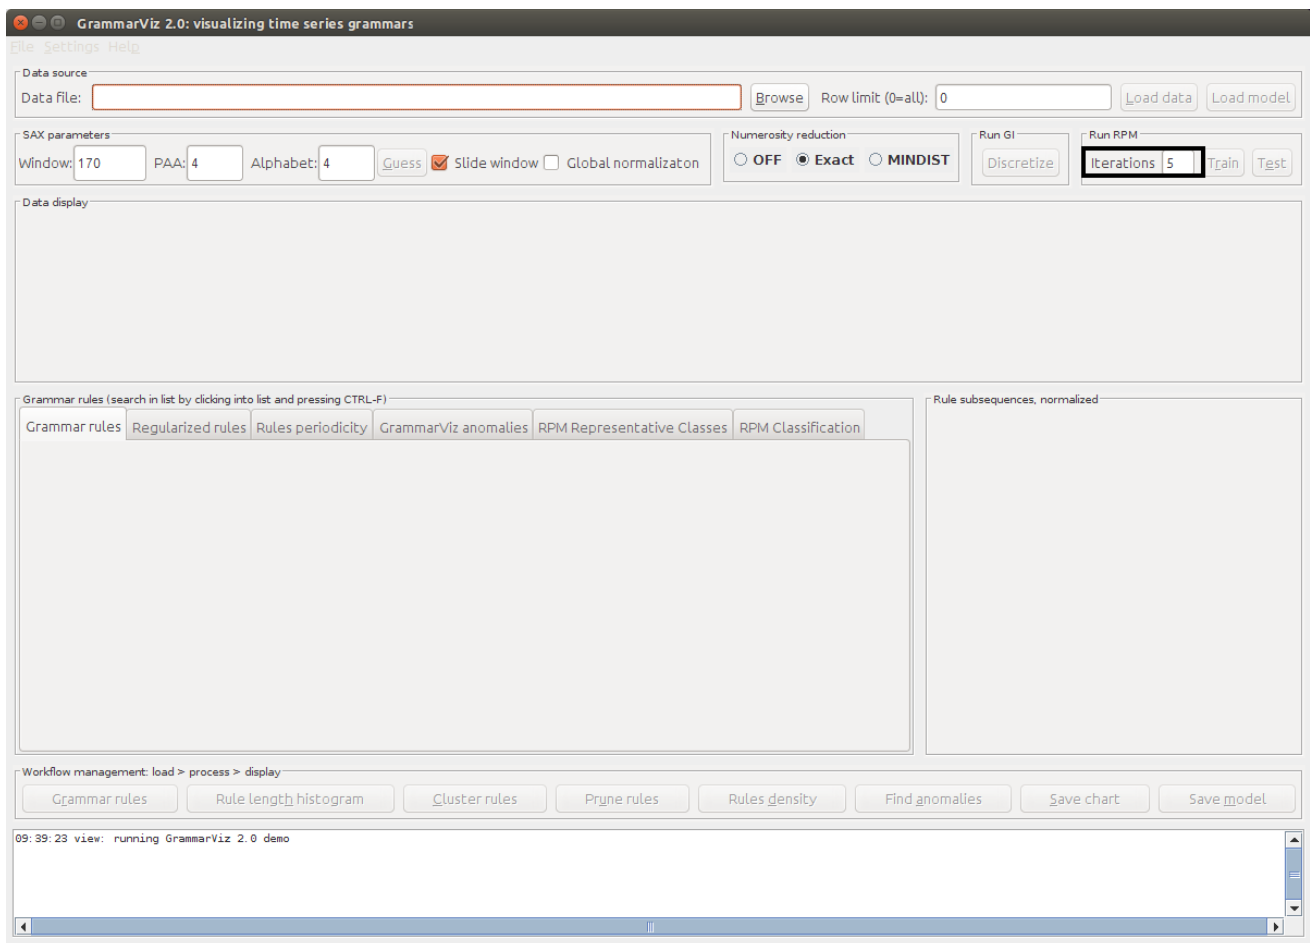 GrammarViz 2.0: visualizing time series grammars
File Settings Help
Data source
Data file: Browse Row limit (0=all): 0 Load data Load model
SAX parameters Numerosity reduction Run GI Run RPM
Window: 170 PAA: 4 Alphabet: 4 Guess Slide window Global normalizaton OFF Exact MINDIST Discretize Iterations 5 Train Test
Data display
Grammar rules (search in list by clicking into list and pressing CTRL-F) Rule subsequences, normalized
Grammar rules Regularized rules Rules periodicity GrammarViz anomalies RPM Representative Classes RPM Classification
Workflow management: load > process > display
Grammar rules Rule length histogram Cluster rules Prune rules Rules density Find anomalies Save chart Save model
09:39:23 view: running GrammarViz 2.0 demo